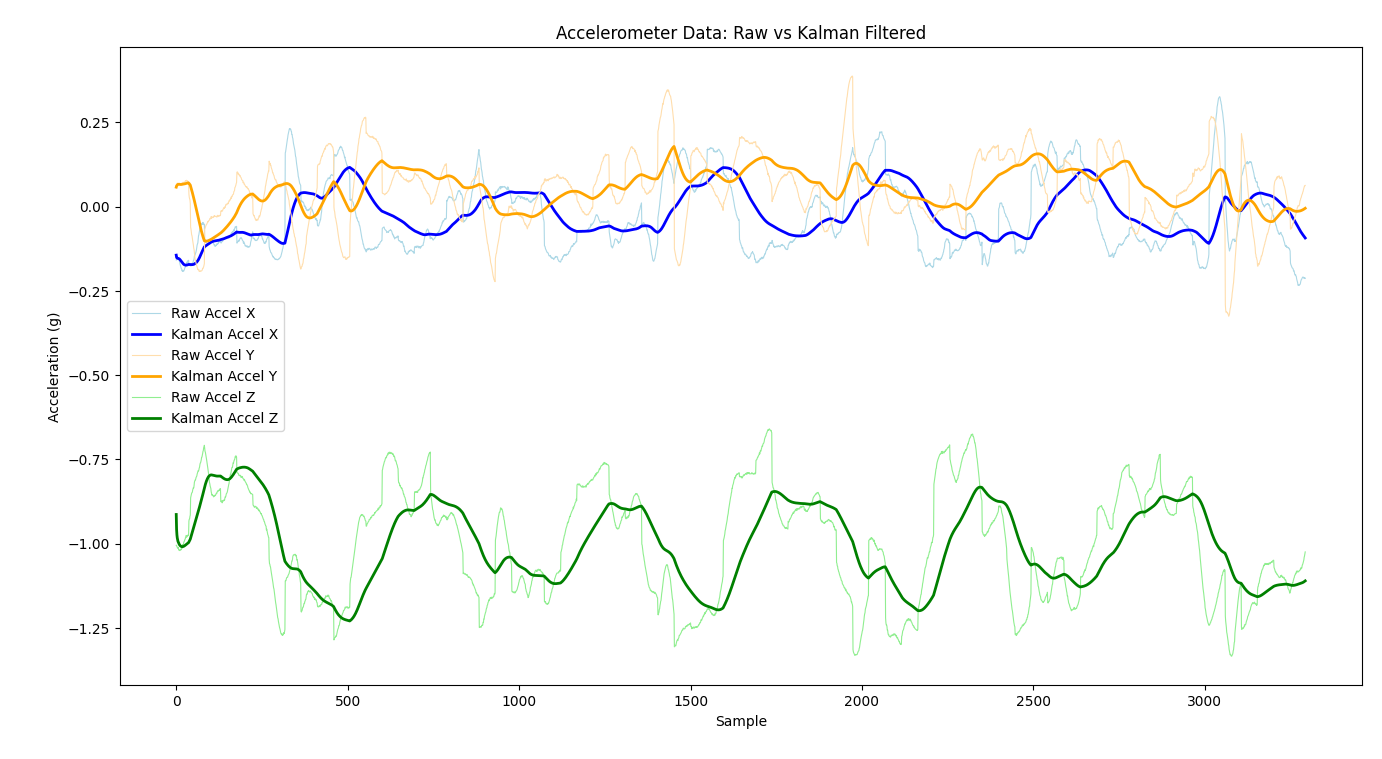 Accelerometer Data: Raw vs Kalman Filtered
Acceleration (g)
0.25
0.00
−0.25
−0.50
−0.75
−1.00
−1.25
Raw Accel X
Kalman Accel X
Raw Accel Y
Kalman Accel Y
Raw Accel Z
Kalman Accel Z
0 500 1000 1500 2000 2500 3000
Sample